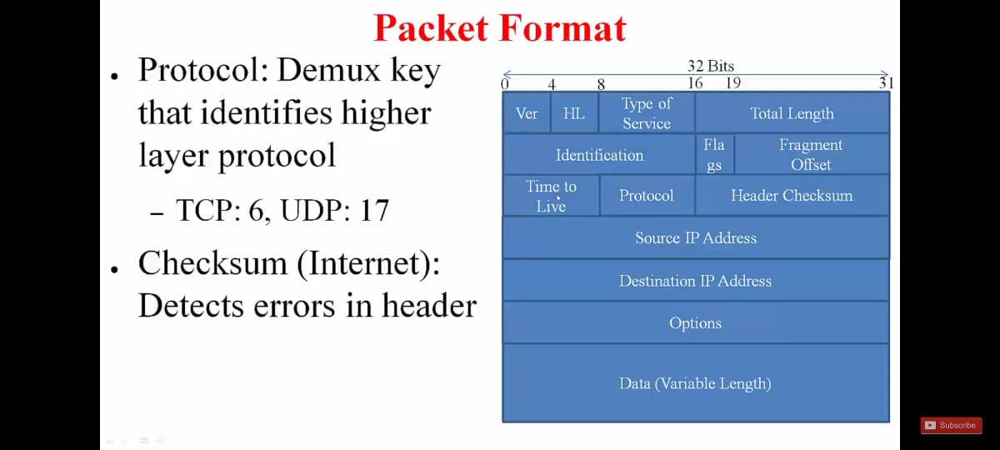 Packet Format
• Protocol: Demux key
that identifies higher
layer protocol
– TCP: 6, UDP: 17
• Checksum (Internet):
Detects errors in header
32 Bits
0 4 8 16 19 31
Ver HL Type of Service Total Length
Identification Fla gs Fragment Offset
Time to Live Protocol Header Checksum
Source IP Address
Destination IP Address
Options
Data (Variable Length)
Subscribe